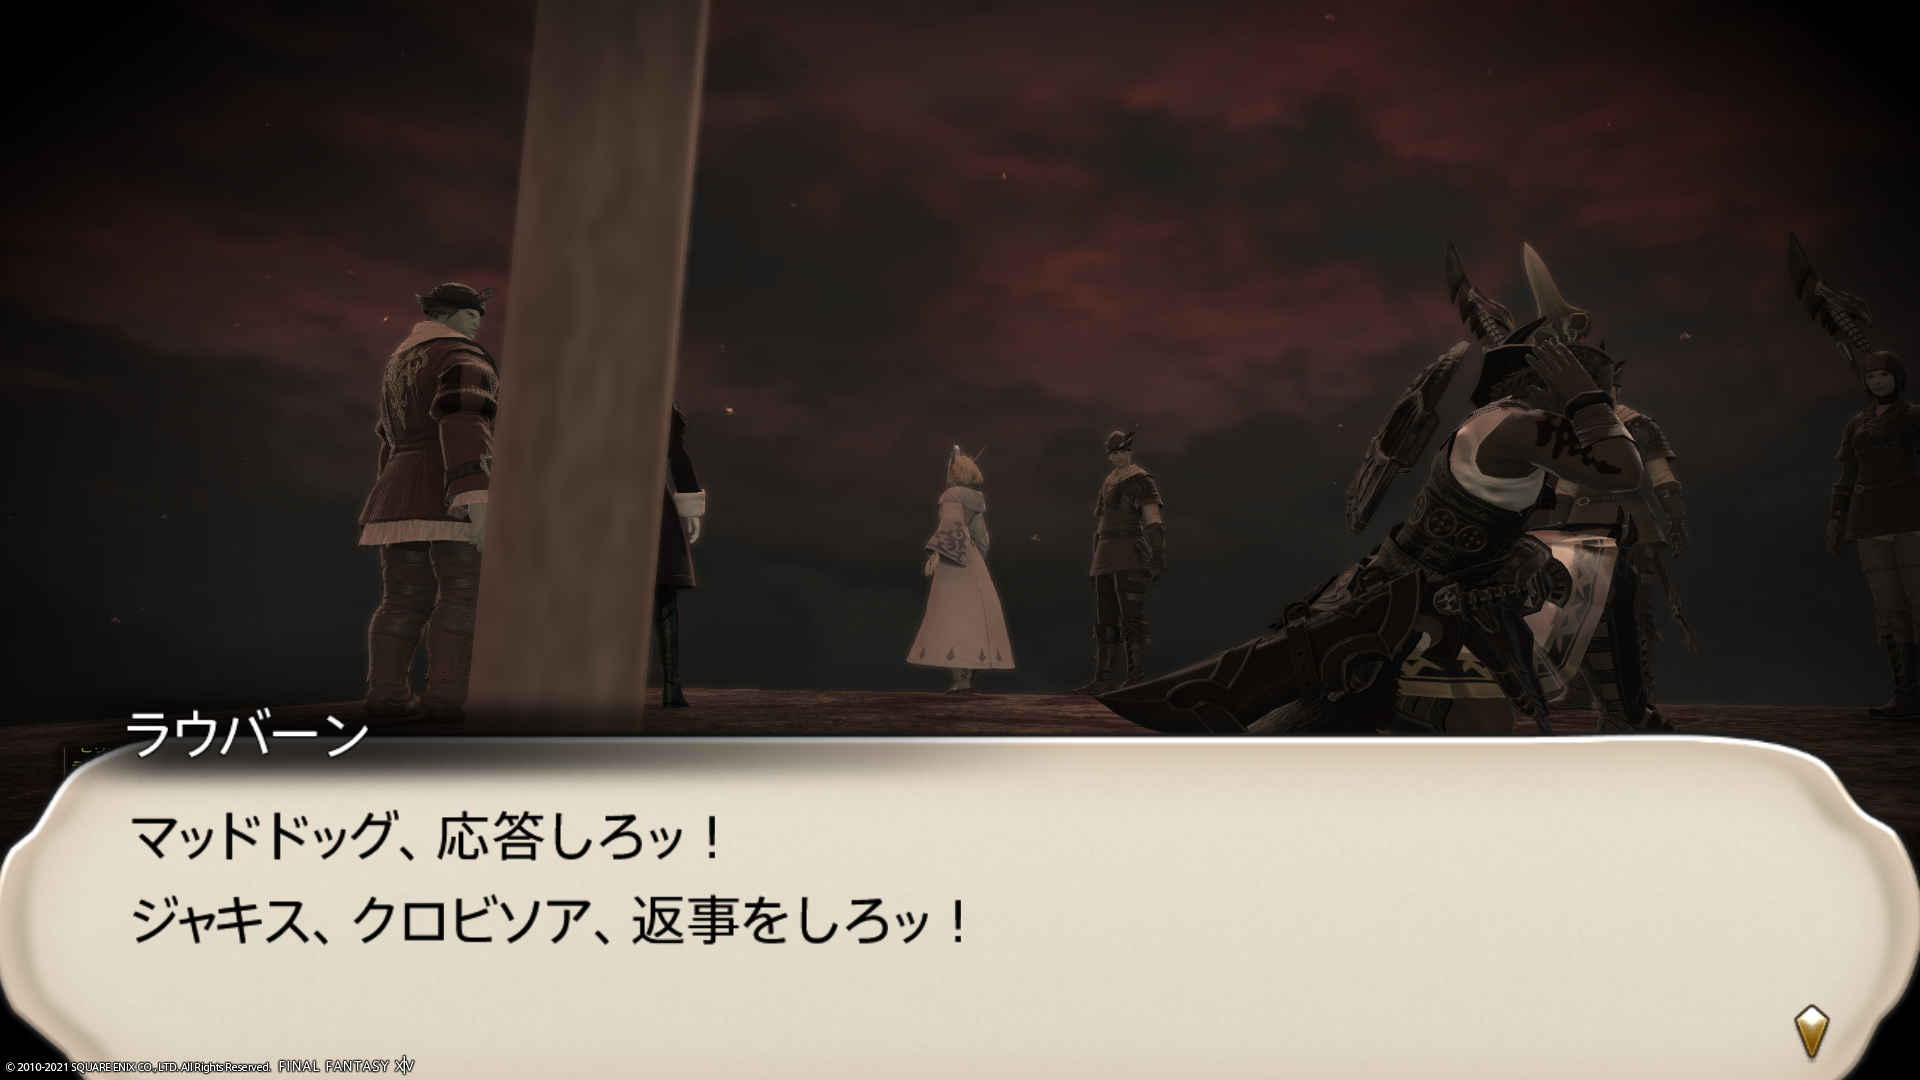 ラウバーン
マッドドッグ、応答しろッ！
ジャキス、クロビソア、返事をしろッ！
© 2010-2021 SQUARE ENIX CO., LTD. All Rights Reserved. FINAL FANTASY XIV